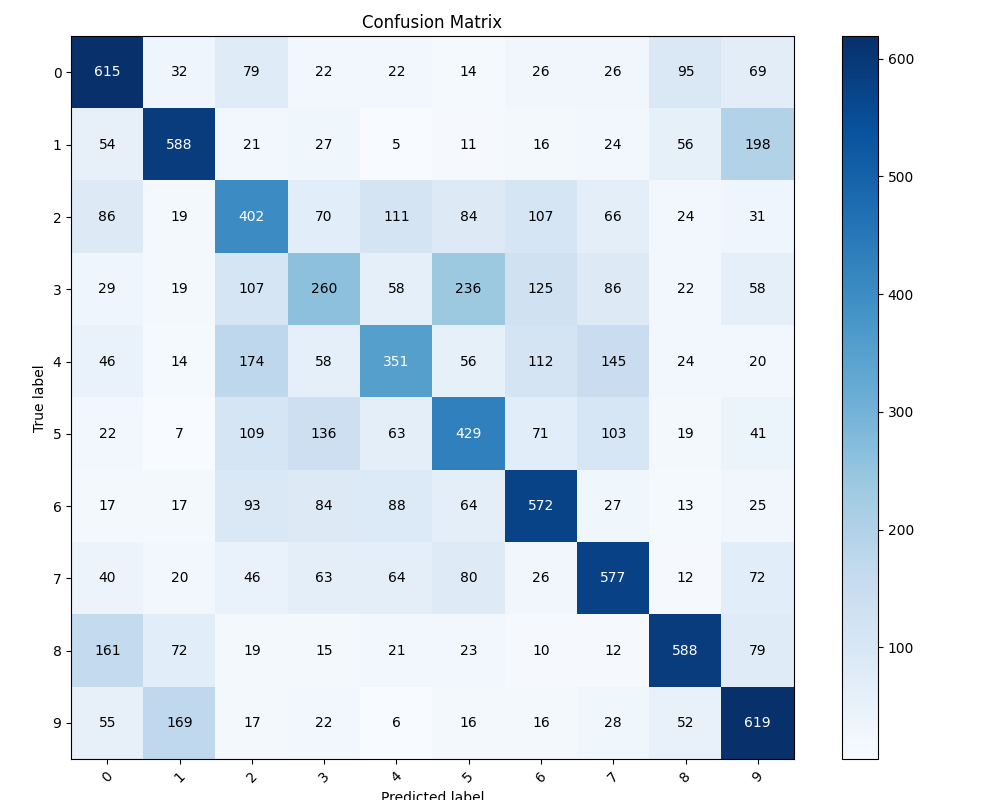 Confusion Matrix
0 615 32 79 22 22 14 26 26 95 69
1 54 588 21 27 5 11 16 24 56 198
2 86 19 402 70 111 84 107 66 24 31
3 29 19 107 260 58 236 125 86 22 58
4 46 14 174 58 351 56 112 145 24 20
5 22 7 109 136 63 429 71 103 19 41
6 17 17 93 84 88 64 572 27 13 25
7 40 20 46 63 64 80 26 577 12 72
8 161 72 19 15 21 23 10 12 588 79
9 55 169 17 22 6 16 16 28 52 619
0 1 2 3 4 5 6 7 8 9
Predicted label
True label
600
500
400
300
200
100